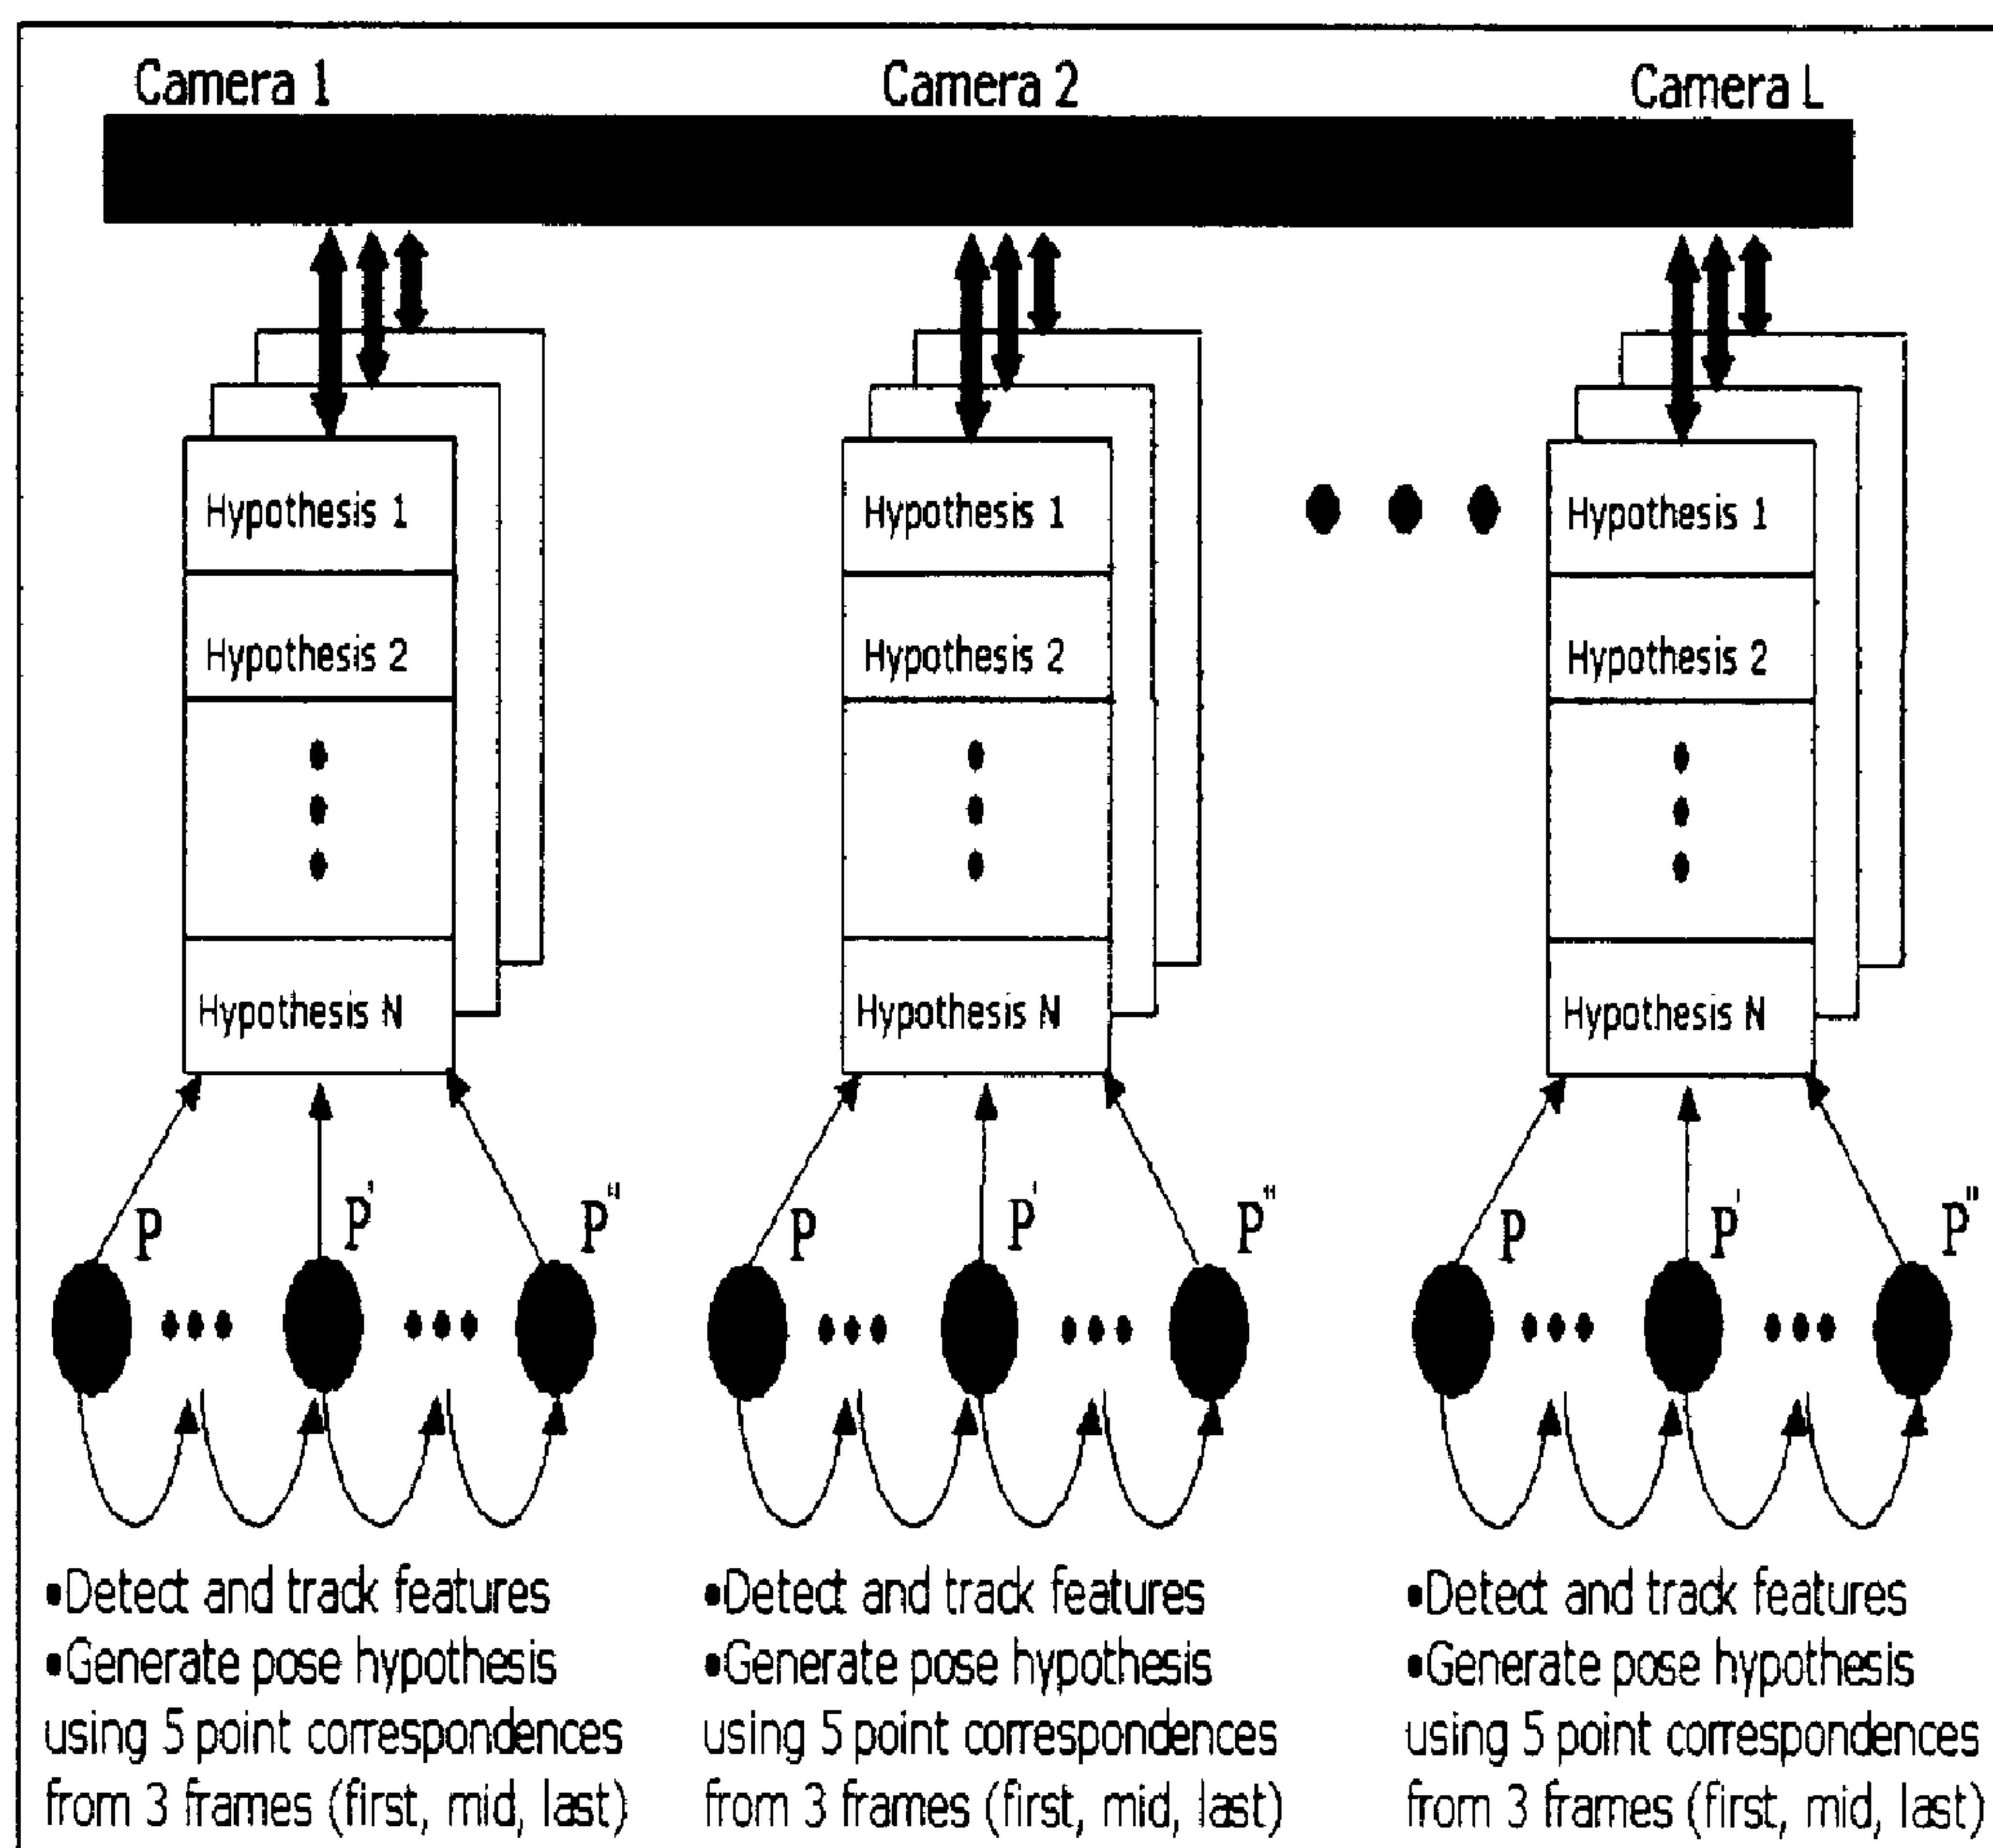 Camera 1
Camera 2
Camera L
Hypothesis 1
Hypothesis 2
Hypothesis N
Hypothesis 1
Hypothesis 2
Hypothesis N
Hypothesis 1
Hypothesis 2
Hypothesis N
P
P'
P"
P
P'
P"
P
P'
P"
•Detect and track features
•Generate pose hypothesis
using 5 point correspondences
from 3 frames (first, mid, last)
•Detect and track features
•Generate pose hypothesis
using 5 point correspondences
from 3 frames (first, mid, last)
•Detect and track features
•Generate pose hypothesis
using 5 point correspondences
from 3 frames (first, mid, last)